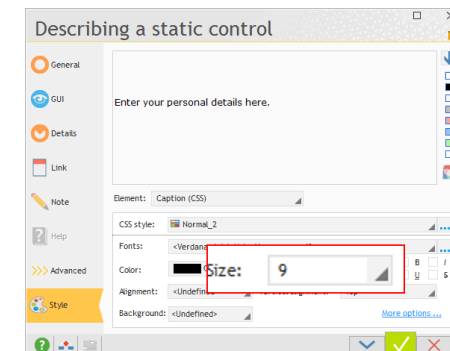 Describing a static control
General
GUI
Details
Link
Note
Help
Advanced
Style
Enter your personal details here.
Element: Caption (CSS)
CSS style: Normal_2
Fonts: <Verdana
Size: 9
Color: B I
U S
Alignment: <Undefined>
Background: <Undefined> More options ...